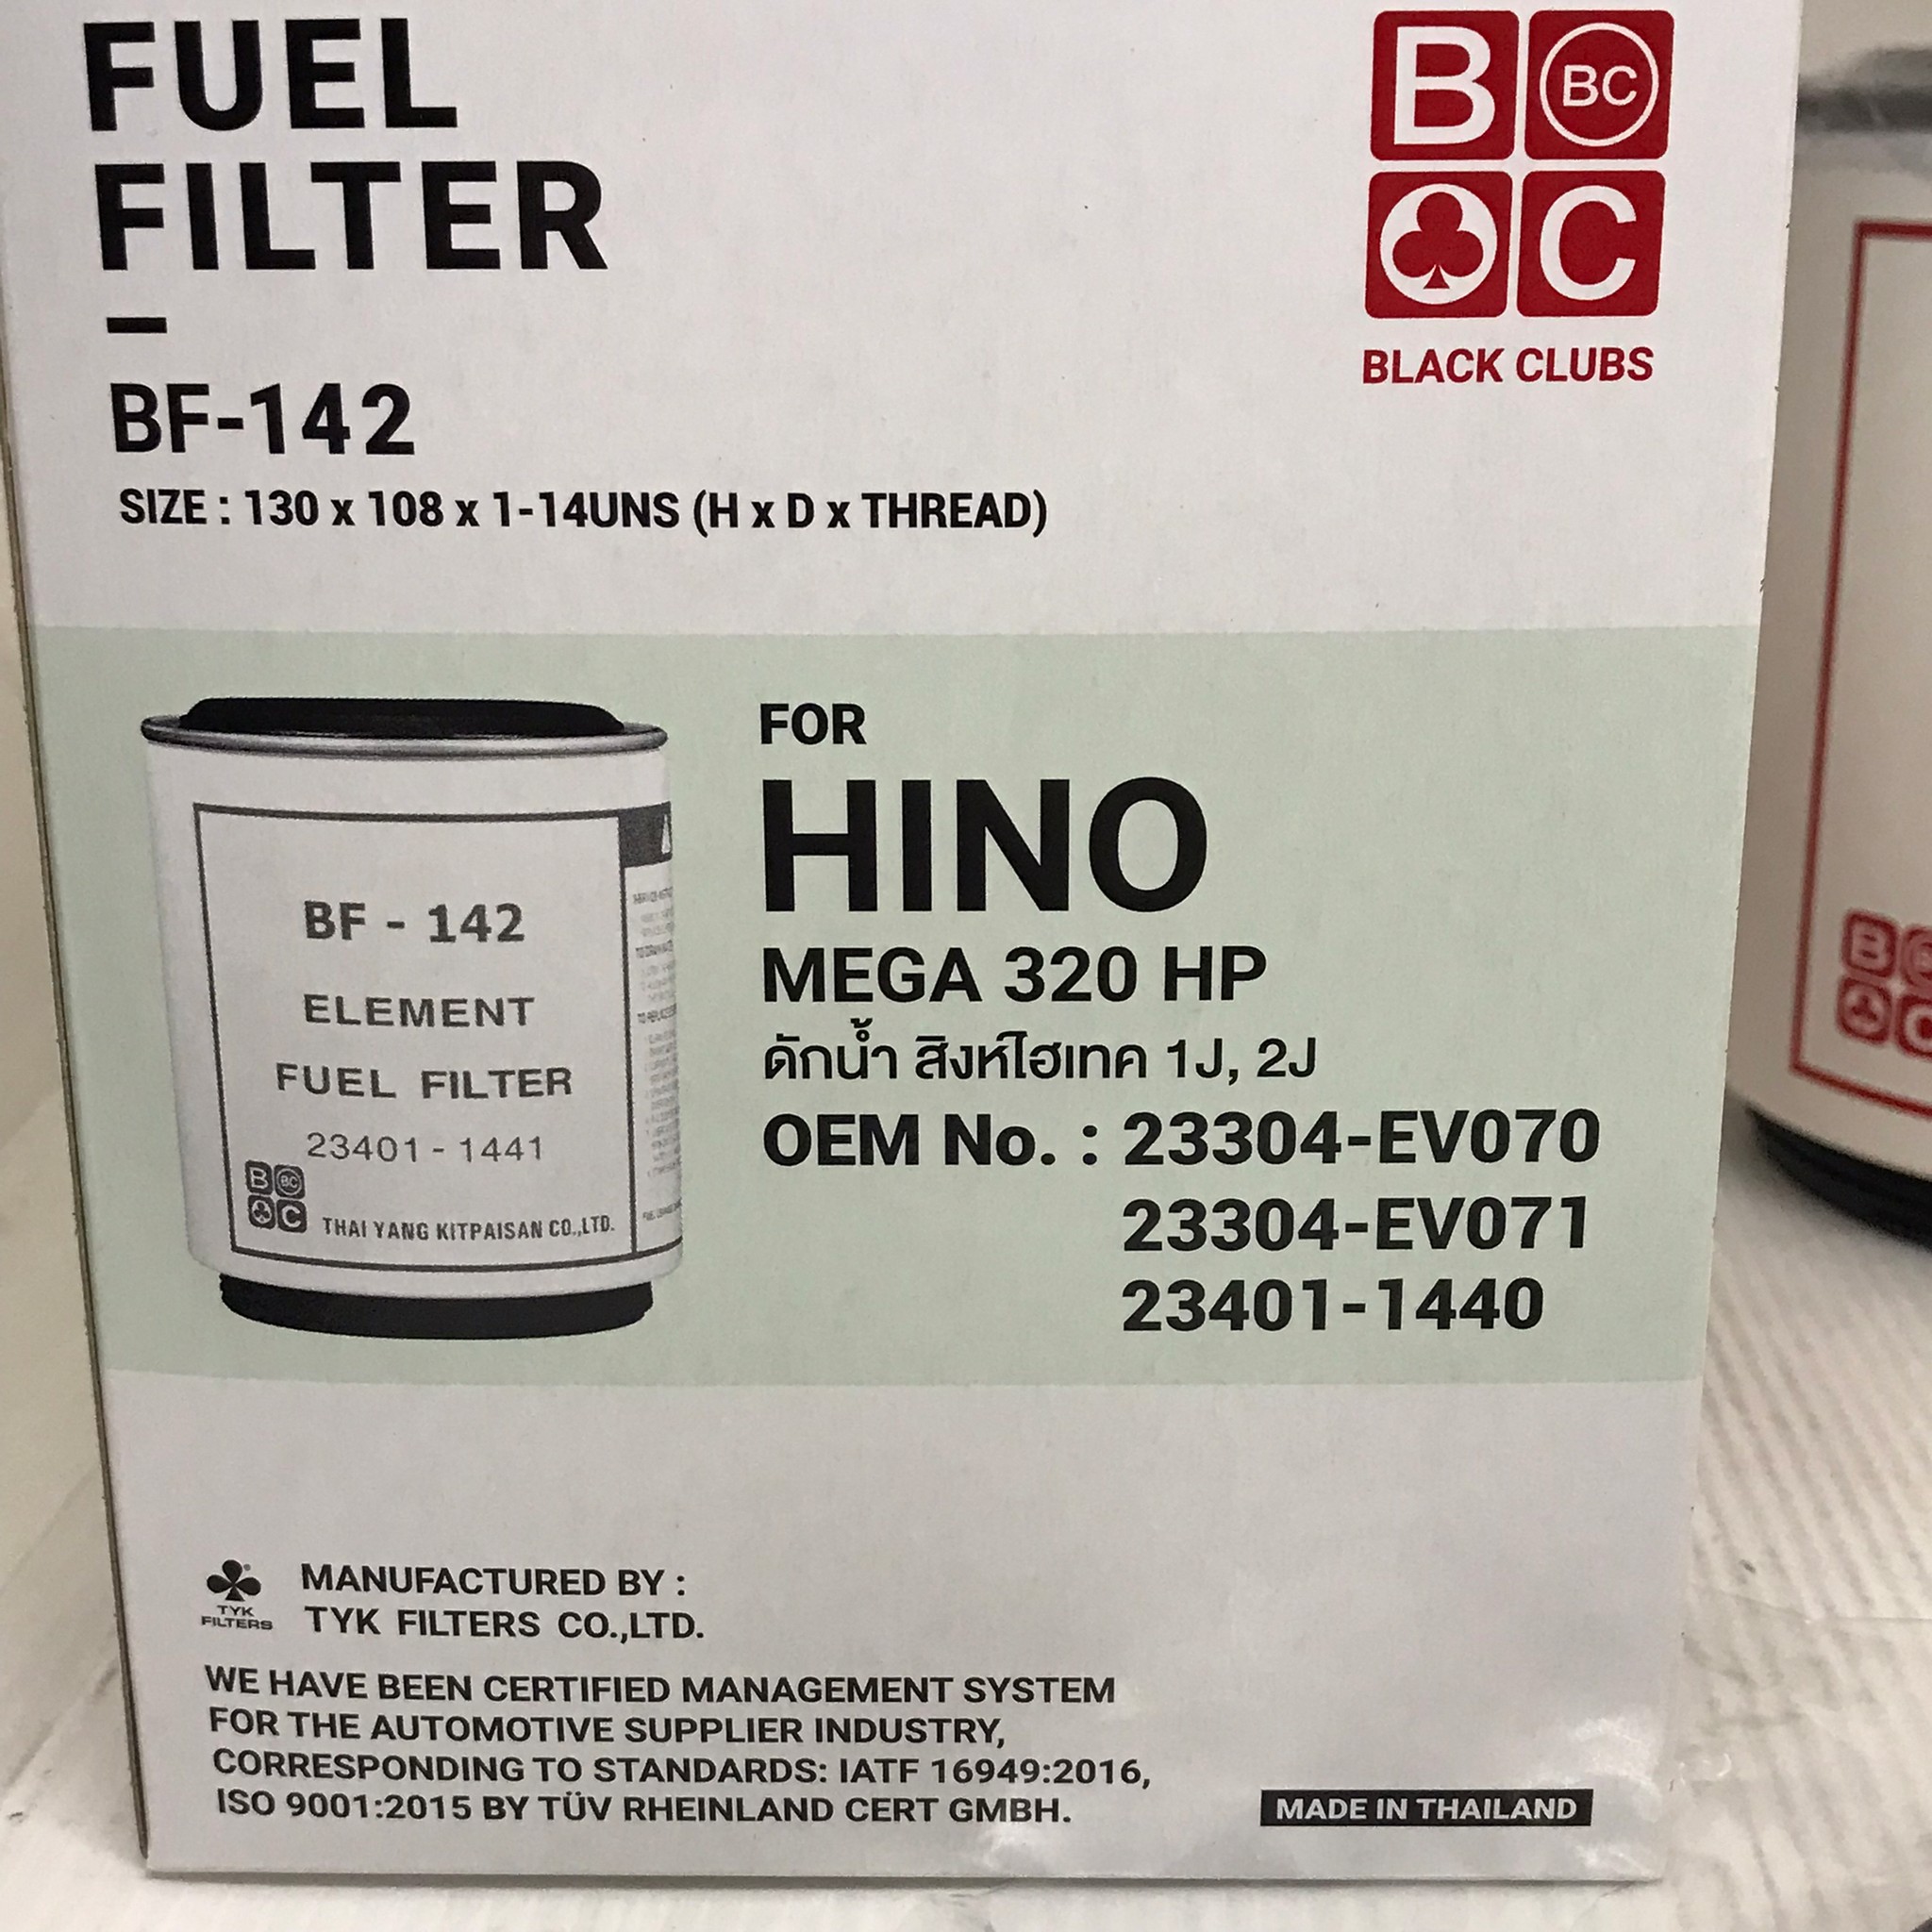 FUEL
FILTER
BF-142
SIZE : 130 x 108 x 1-14UNS (H x D x THREAD)
B BC
C
BLACK CLUBS
BF - 142
ELEMENT
FUEL FILTER
23401 - 1441
B BC
C
THAI YANG KITPAISAN CO.,LTD.
FOR
HINO
MEGA 320 HP
ดักน้ำ สิงห์ไฮเทค 1J, 2J
OEM No. : 23304-EV070
23304-EV071
23401-1440
TYK
FILTERS
MANUFACTURED BY :
TYK FILTERS CO.,LTD.
WE HAVE BEEN CERTIFIED MANAGEMENT SYSTEM
FOR THE AUTOMOTIVE SUPPLIER INDUSTRY,
CORRESPONDING TO STANDARDS: IATF 16949:2016,
ISO 9001:2015 BY TÜV RHEINLAND CERT GMBH.
MADE IN THAILAND
B
C